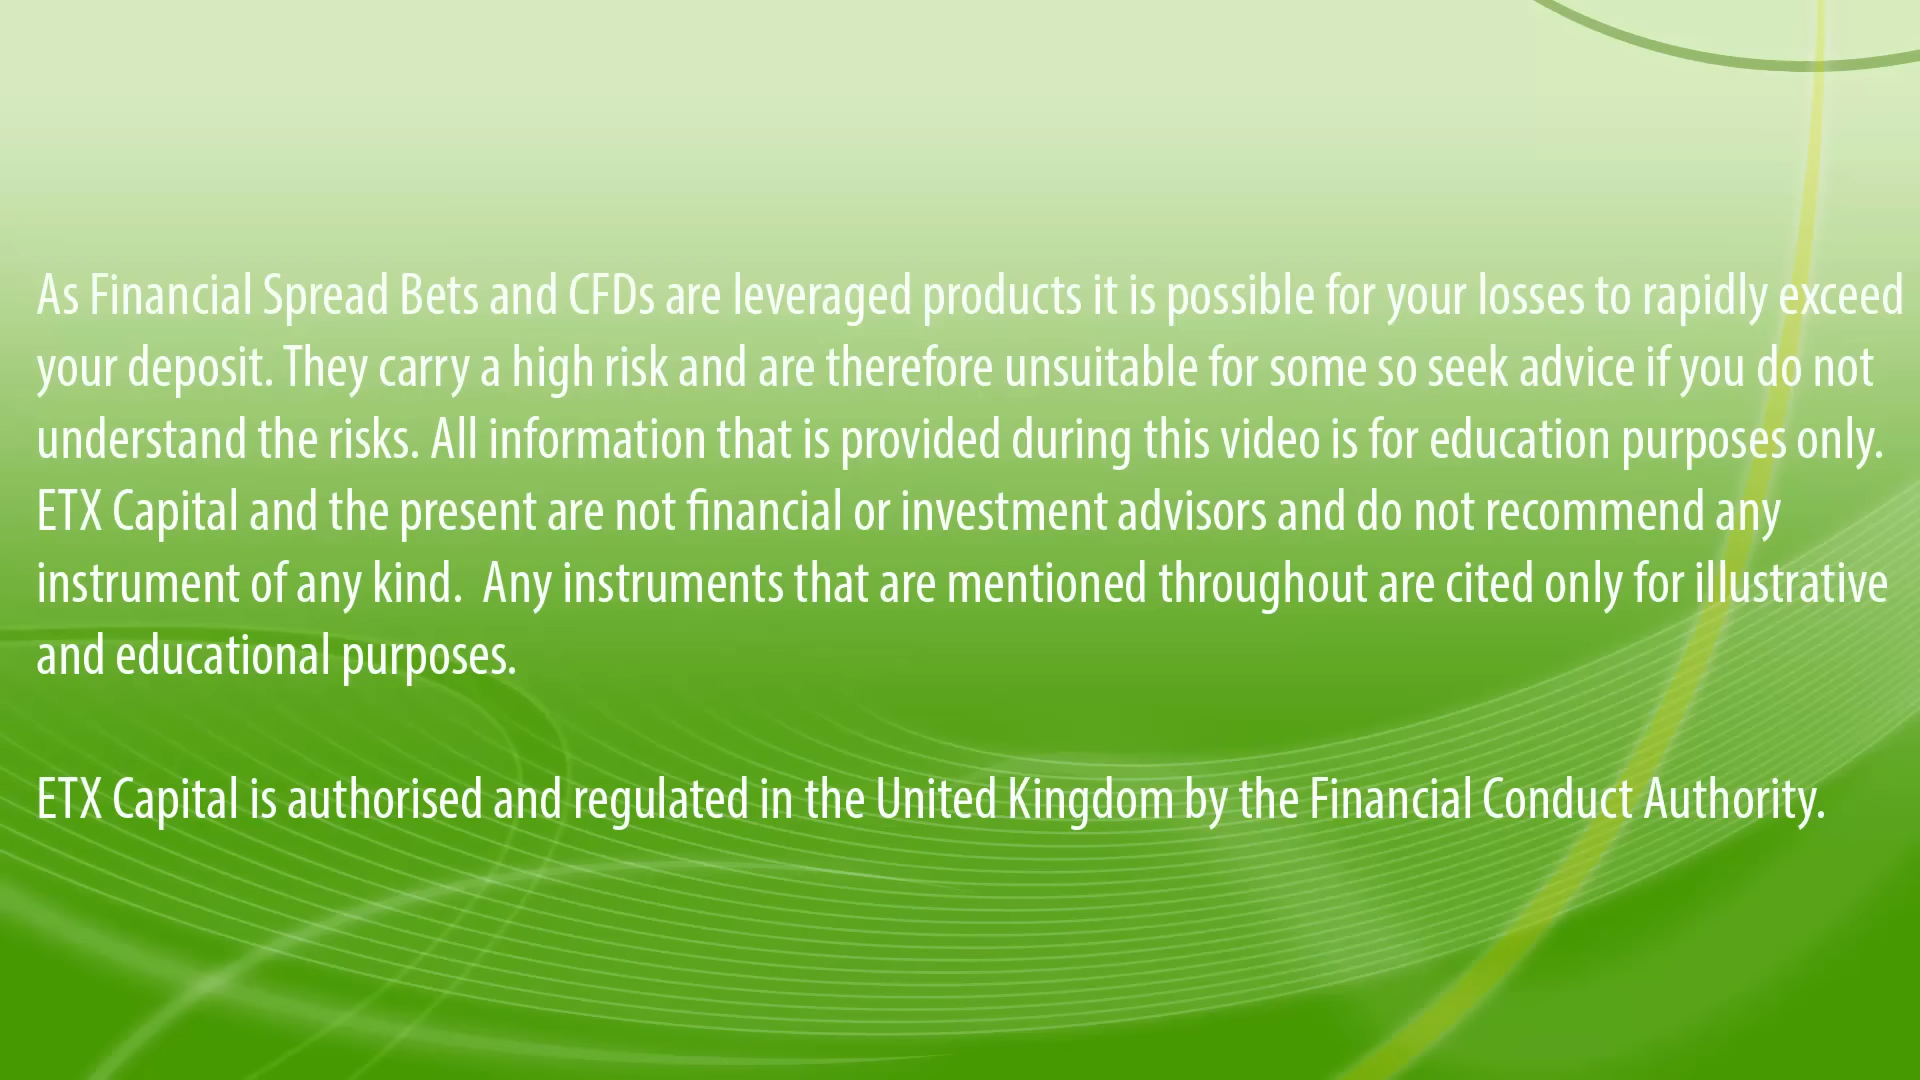 As Financial Spread Bets and CFDs are leveraged products it is possible for your losses to rapidly exceed
your deposit. They carry a high risk and are therefore unsuitable for some so seek advice if you do not
understand the risks. All information that is provided during this video is for education purposes only.
ETX Capital and the present are not financial or investment advisors and do not recommend any
instrument of any kind.  Any instruments that are mentioned throughout are cited only for illustrative
and educational purposes.
ETX Capital is authorised and regulated in the United Kingdom by the Financial Conduct Authority.